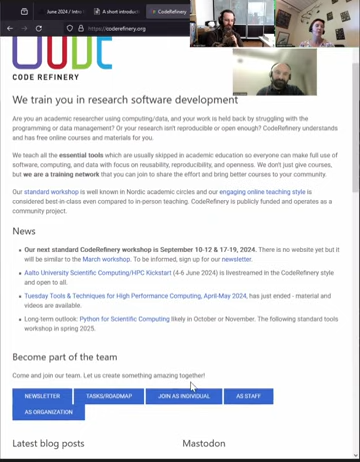 June 2024 / Intro
A short introduct
CodeRefinery
https://coderefinery.org
CODE
CODE REFINERY
We train you in research software development
Are you an academic researcher using computing/data, and your work is held back by struggling with the
programming or data management? Or your research isn't reproducible or open enough? CodeRefinery understands
and has free online courses and materials for you.
We teach all the essential tools which are usually skipped in academic education so everyone can make full use of
software, computing, and data with focus on reusability, reproducibility, and openness. We don't just give courses,
but we are a training network that you can join to share the effort and bring better courses to your community.
Our standard workshop is well known in Nordic academic circles and our engaging online teaching style is
considered best-in-class even compared to in-person teaching. CodeRefinery is publicly funded and operates as a
community project.
News
• Our next standard CodeRefinery workshop is September 10-12 & 17-19, 2024. There is no website yet but it
will be similar to the March workshop. To be informed, sign up for our newsletter.
• Aalto University Scientific Computing/HPC Kickstart (4-6 June 2024) is livestreamed in the CodeRefinery style
and open to all.
• Tuesday Tools & Techniques for High Performance Computing, April-May 2024, has just ended - material and
videos are available.
• Long-term outlook: Python for Scientific Computing likely in October or November. The following standard tools
workshop in spring 2025.
Become part of the team
Come and join our team. Let us create something amazing together!
NEWSLETTER
TASKS/ROADMAP
JOIN AS INDIVIDUAL
AS STAFF
AS ORGANIZATION
Latest blog posts
Mastodon